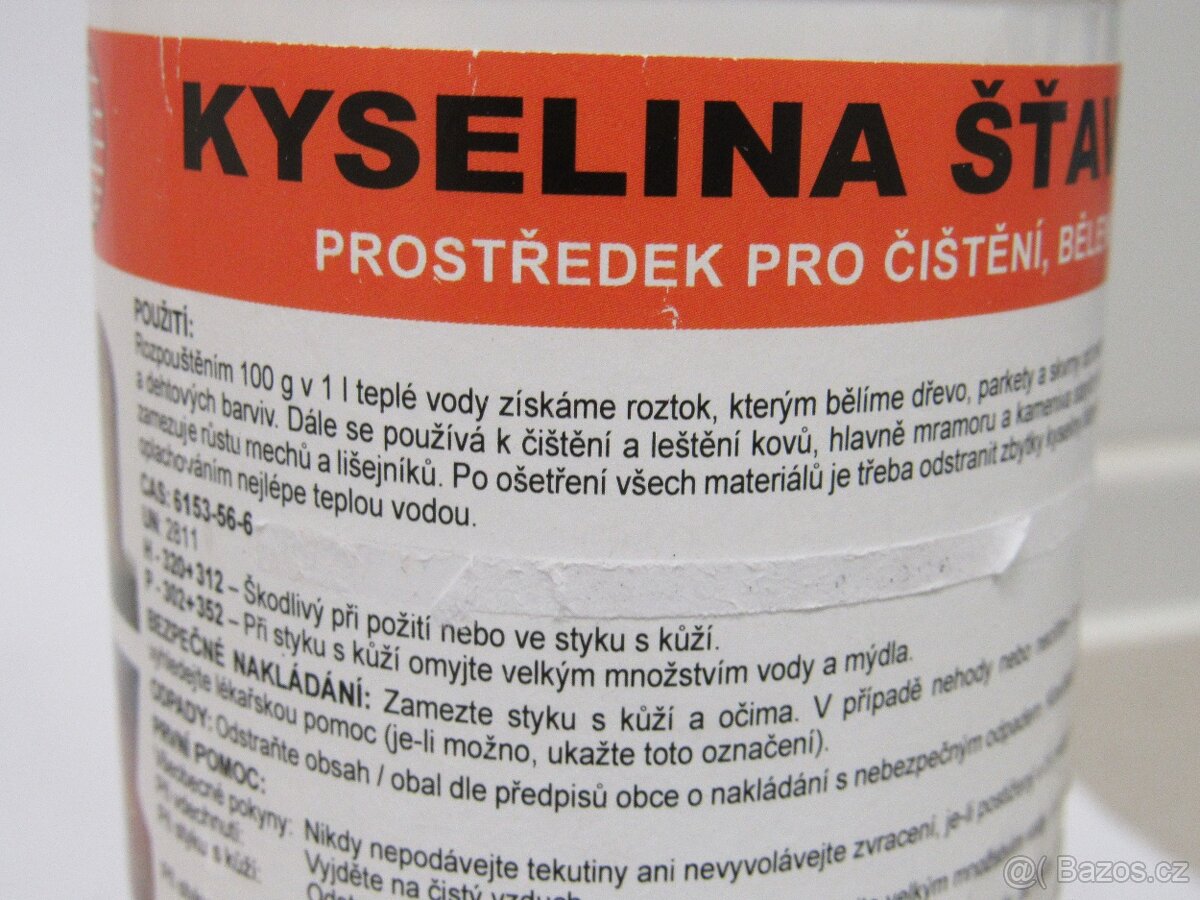 KYSELINA ŠŤAV
PROSTŘEDEK PRO ČIŠTĚNÍ, BĚLE
POUŽITÍ:
Rozpouštěním 100 g v 1 l teplé vody získáme roztok, kterým bělíme dřevo, parkety a skvrny
a dehtových barviv. Dále se používá k čištění a leštění kovů, hlavně mramoru a kamene
zamezuje růstu mechů a lišejníků. Po ošetření všech materiálů je třeba odstranit zbytky kyseliny
oplachováním nejlépe teplou vodou.
CAS: 6153-56-6
UN: 2811
H - 320+312 – Škodlivý při požití nebo ve styku s kůží.
P - 302+352 – Při styku s kůží omyjte velkým množstvím vody a mýdla.
BEZPEČNÉ NAKLÁDÁNÍ: Zamezte styku s kůží a očima. V případě nehody nebo
vyhledejte lékařskou pomoc (je-li možno, ukažte toto označení).
ODPADY: Odstraňte obsah / obal dle předpisů obce o nakládání s nebezpečným odpadem.
PRVNÍ POMOC:
Všeobecné pokyny: Nikdy nepodávejte tekutiny ani nevyvolávejte zvracení, je-li postižený
Při vdechnutí: Vyjděte na čistý vzduch
Při styku s kůží: velkým množstvím
@( Bazos.cz